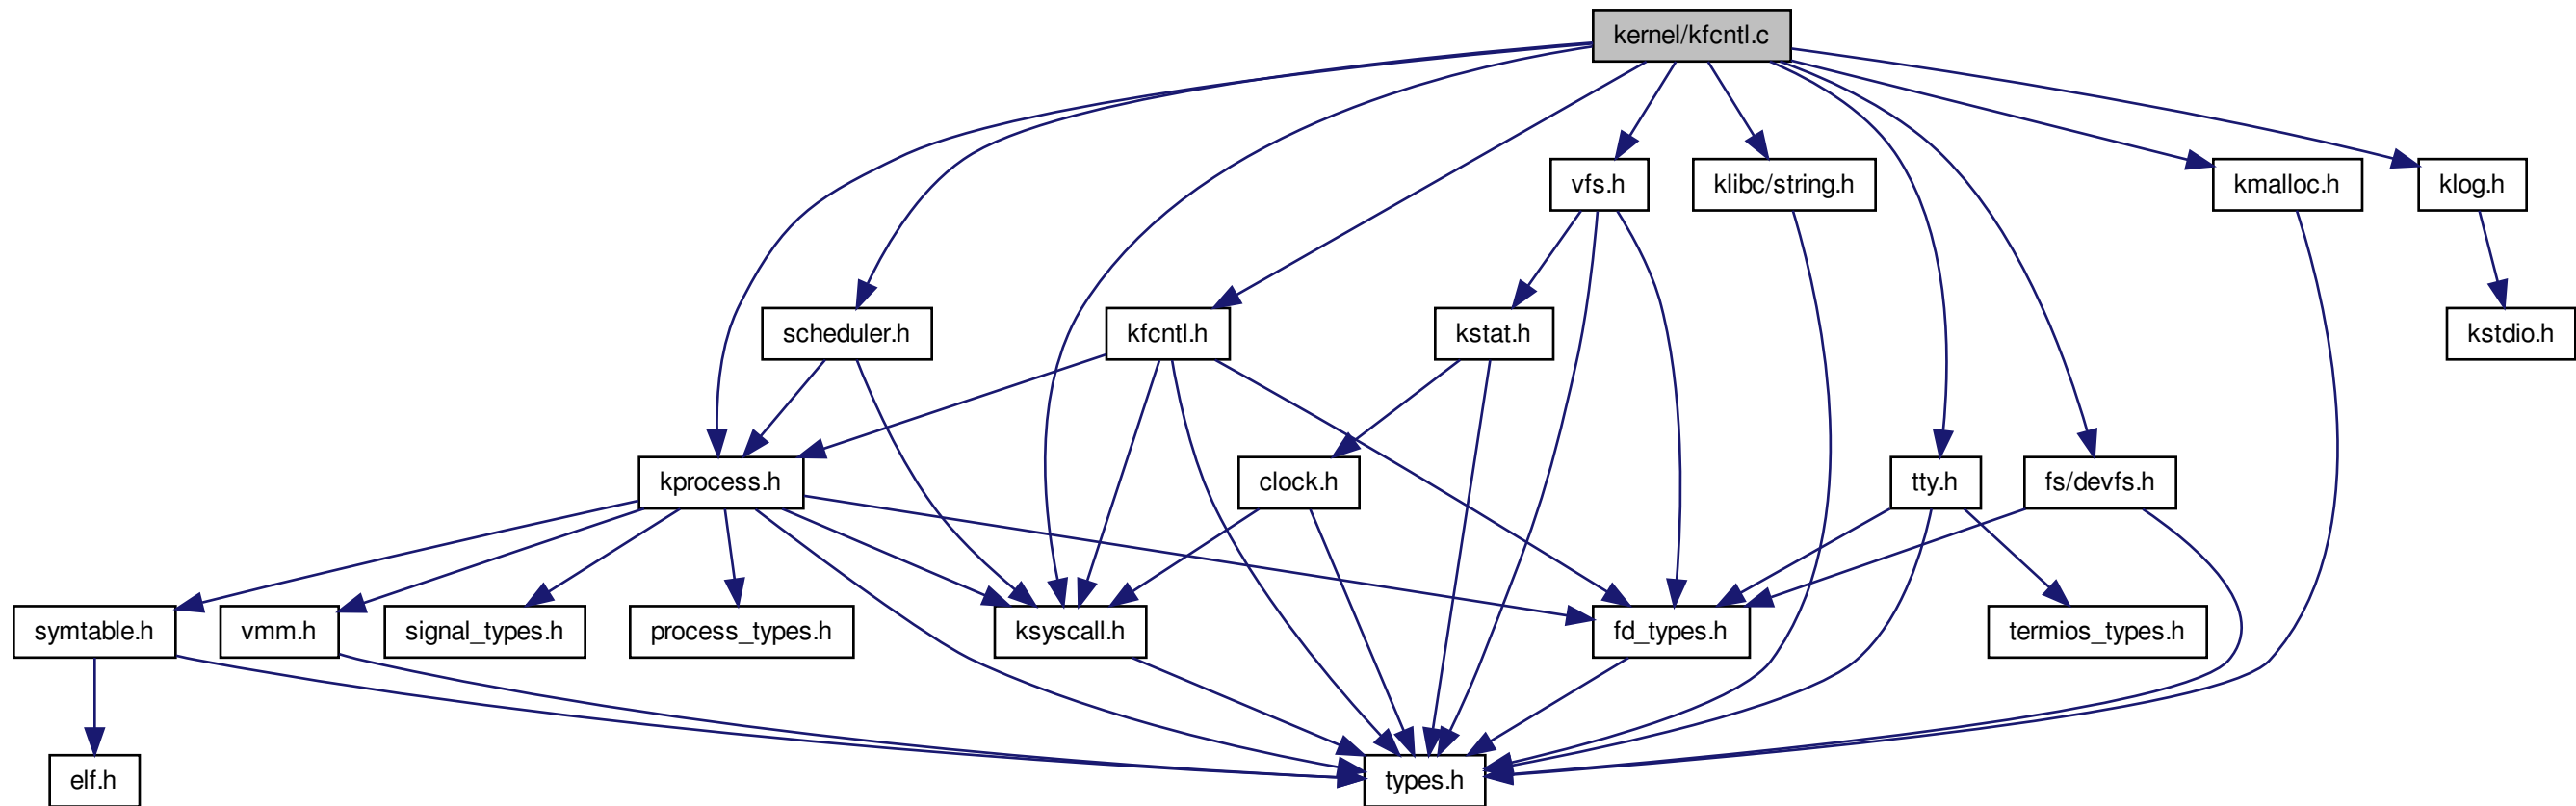 kernel/kfcntl.c
vfs.h
klibc/string.h
kmalloc.h
klog.h
scheduler.h
kfcntl.h
kstat.h
kstdio.h
kprocess.h
clock.h
tty.h
fs/devfs.h
symtable.h
vmm.h
signal_types.h
process_types.h
ksyscall.h
fd_types.h
termios_types.h
elf.h
types.h